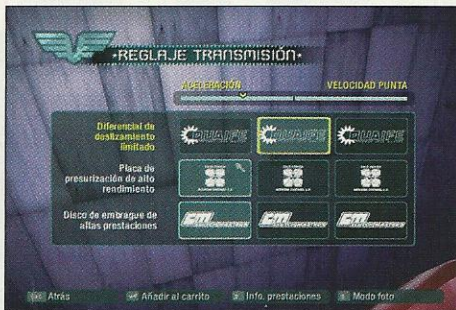 •REGLAJE TRANSMISIÓN•
ACELERACIÓN VELOCIDAD PUNTA
Diferencial de
deslizamiento
limitado
QUAIFE QUAIFE QUAIFE
Placa de
presurización de alto
rendimiento
Disco de embrague de
altas prestaciones
Atrás Añadir al carrito Info. prestaciones Modo foto